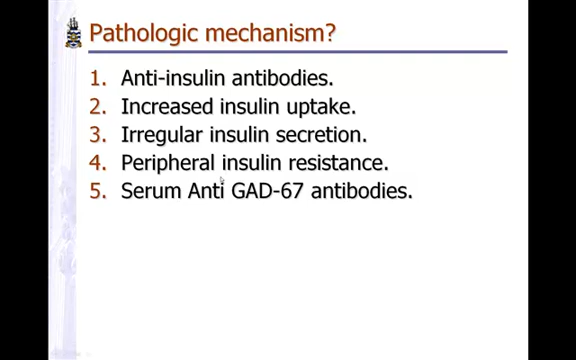 Pathologic mechanism?
1. Anti-insulin antibodies.
2. Increased insulin uptake.
3. Irregular insulin secretion.
4. Peripheral insulin resistance.
5. Serum Anti GAD-67 antibodies.